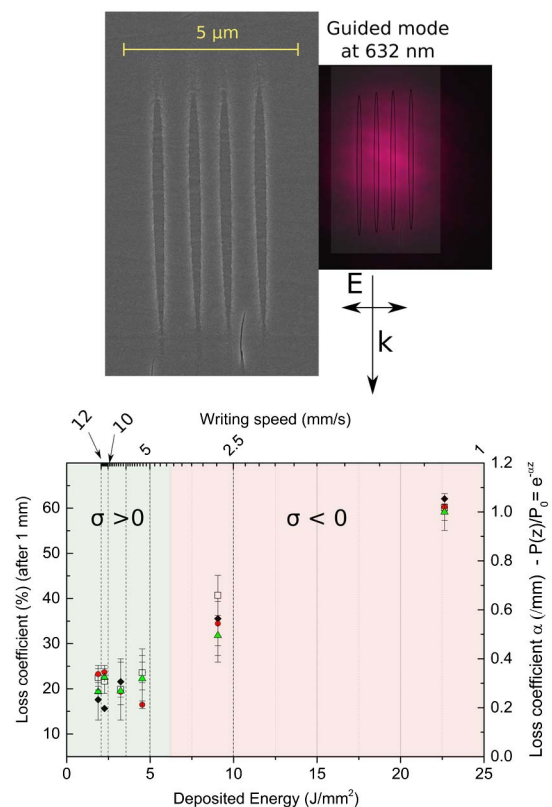 5 µm
Guided mode
at 632 nm
E
k
Writing speed (mm/s)
12
10
5
2.5
1
σ >0
σ < 0
Loss coefficient (%) (after 1 mm)
60
50
40
30
20
10
Loss coefficient α (/mm) - P(z)/P₀= e^-αz
1.2
1.0
0.8
0.6
0.4
0.2
0.0
0
5
10
15
20
25
Deposited Energy (J/mm²)